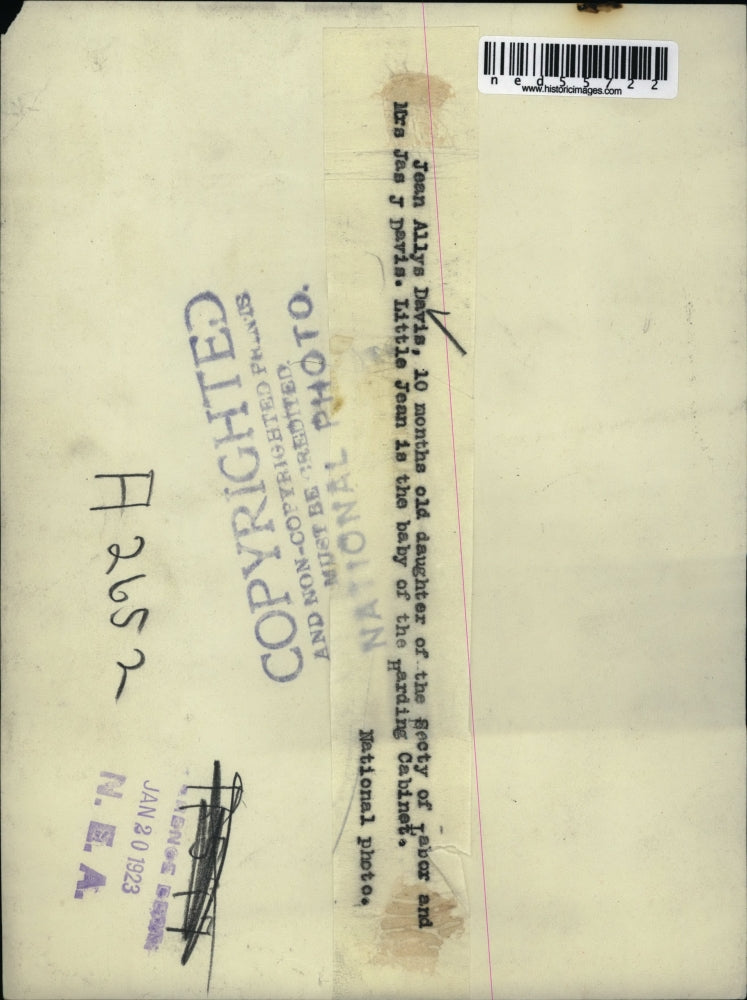 ned55722
www.historicimages.com
Jean Allys Davis, 10 months old daughter of the Secty of Labor and
Mrs Jas J Davis. Little Jean is the baby of the Harding Cabinet.
National photo.
COPYRIGHTED
AND NON-COPYRIGHTED PRINTS
MUST BE CREDITED
NATIONAL PHOTO.
A 2652
JAN 20 1923
N. E. A.